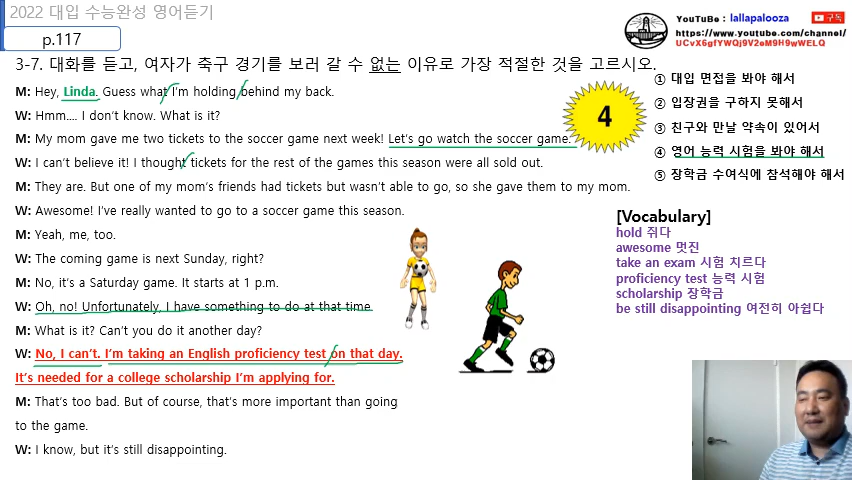 2022 대입 수능완성 영어듣기
p.117
YouTuBe : lallapalooza
구독
https://www.youtube.com/channel/
UCvX6gfYWQj9V2eM9H9wWELQ
3-7. 대화를 듣고, 여자가 축구 경기를 보러 갈 수 없는 이유로 가장 적절한 것을 고르시오.
M: Hey, Linda. Guess what I'm holding behind my back.
W: Hmm.... I don't know. What is it?
M: My mom gave me two tickets to the soccer game next week! Let's go watch the soccer game.
W: I can't believe it! I thought tickets for the rest of the games this season were all sold out.
M: They are. But one of my mom's friends had tickets but wasn't able to go, so she gave them to my mom.
W: Awesome! I've really wanted to go to a soccer game this season.
M: Yeah, me, too.
W: The coming game is next Sunday, right?
M: No, it's a Saturday game. It starts at 1 p.m.
W: Oh, no! Unfortunately, I have something to do at that time.
M: What is it? Can't you do it another day?
W: No, I can't. I'm taking an English proficiency test on that day.
It's needed for a college scholarship I'm applying for.
M: That's too bad. But of course, that's more important than going
to the game.
W: I know, but it's still disappointing.
4
① 대입 면접을 봐야 해서
② 입장권을 구하지 못해서
③ 친구와 만날 약속이 있어서
④ 영어 능력 시험을 봐야 해서
⑤ 장학금 수여식에 참석해야 해서
[Vocabulary]
hold 쥐다
awesome 멋진
take an exam 시험 치르다
proficiency test 능력 시험
scholarship 장학금
be still disappointing 여전히 아쉽다